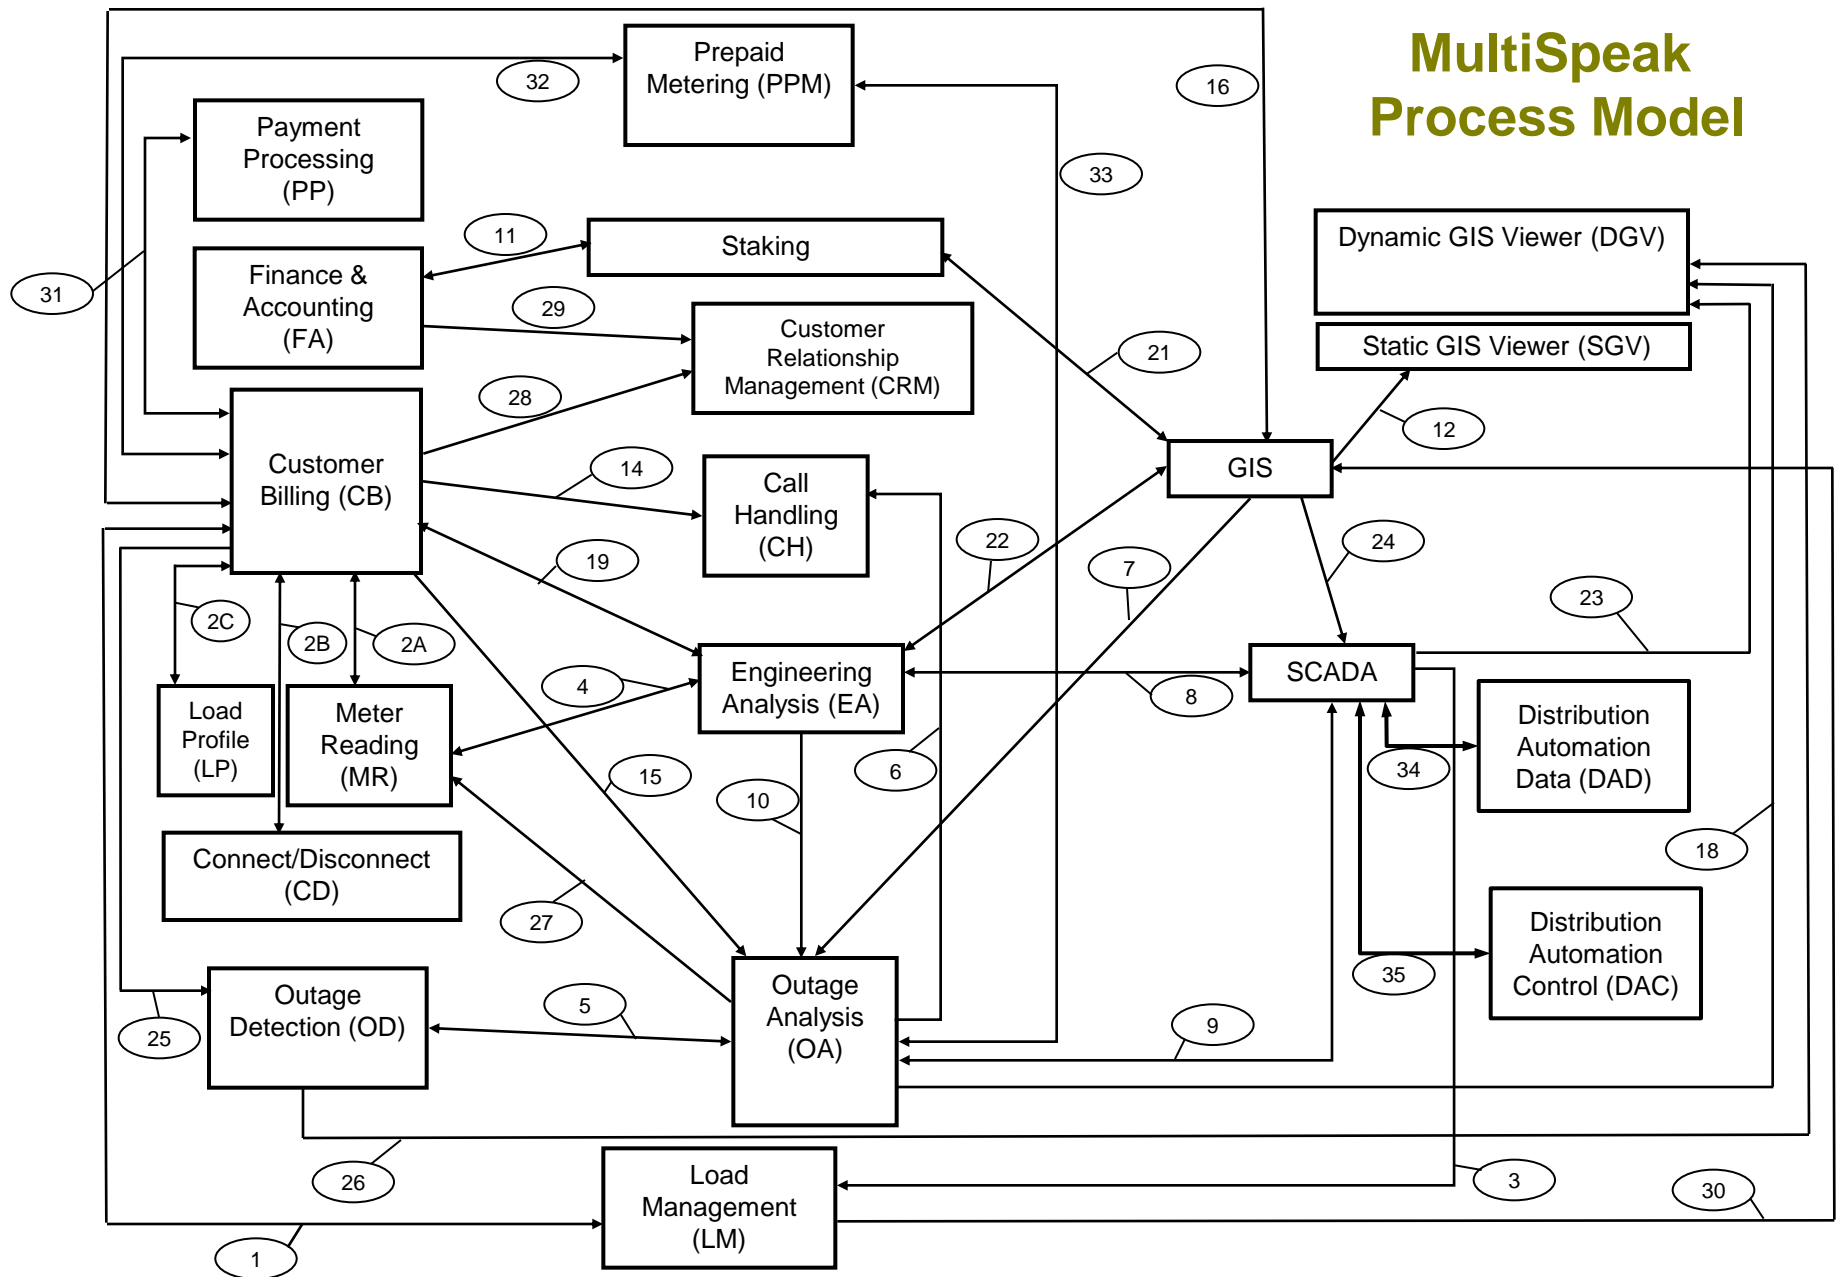 MultiSpeak
Process Model
Prepaid
Metering (PPM)
32
16
Payment
Processing
(PP)
33
31
11
Staking
Dynamic GIS Viewer (DGV)
Finance &
Accounting
(FA)
29
Customer
Relationship
Management (CRM)
21
Static GIS Viewer (SGV)
28
12
Customer
Billing (CB)
14
Call
Handling
(CH)
GIS
19
22
7
24
23
2C
2B
2A
Engineering
Analysis (EA)
SCADA
4
8
Load
Profile
(LP)
Meter
Reading
(MR)
Distribution
Automation
Data (DAD)
15
10
6
34
18
Connect/Disconnect
(CD)
27
Distribution
Automation
Control (DAC)
35
Outage
Detection (OD)
5
Outage
Analysis
(OA)
25
9
26
Load
Management
(LM)
3
30
1